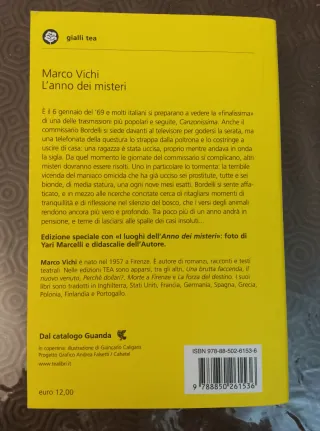 gialli tea
Marco Vichi
L'anno dei misteri
È il 6 gennaio del '69 e molti italiani si preparano a vedere la «finalissima»
di una delle trasmissioni più popolari e seguite, Canzonissima. Anche il
commissario Bordelli si siede davanti al televisore per godersi la serata, ma
una telefonata della questura lo strappa dalla poltrona e lo costringe a
uscire di casa: una ragazza è stata uccisa, proprio mentre andava in onda
la sigla. Da quel momento le giornate del commissario si complicano, altri
misteri dovranno essere risolti. Uno in particolare lo tormenta: la terribile
vicenda del maniaco omicida che ha già ucciso sei prostitute, tutte e sei
bionde, di media statura, una ogni nove mesi esatti. Bordelli si sente affa-
ticato, e in mezzo alle ricerche concitate cerca di ritagliarsi momenti di
tranquillità e di riflessione nel silenzio del bosco, che i versi degli animali
rendono ancora più vero e profondo. Tra poco più di un anno andrà in
pensione, e teme di lasciarsi alle spalle dei casi insoluti...
Edizione speciale con «I luoghi dell'Anno dei misteri»: foto di
Yari Marcelli e didascalie dell'Autore.
Marco Vichi è nato nel 1957 a Firenze. È autore di romanzi, racconti e testi
teatrali. Nelle edizioni TEA sono apparsi, tra gli altri, Una brutta faccenda, Il
nuovo venuto, Perché dollari?, Morte a Firenze e La forza del destino. I suoi
libri sono tradotti in Inghilterra, Stati Uniti, Francia, Germania, Spagna, Grecia,
Polonia, Finlandia e Portogallo.
Dal catalogo Guanda
In copertina: illustrazione di Giancarlo Caligaris
Progetto Grafico Andrea Falsetti / Cabatal
www.tealibri.it
euro 12,00
ISBN 978-88-502-6153-6
9 788850 261536